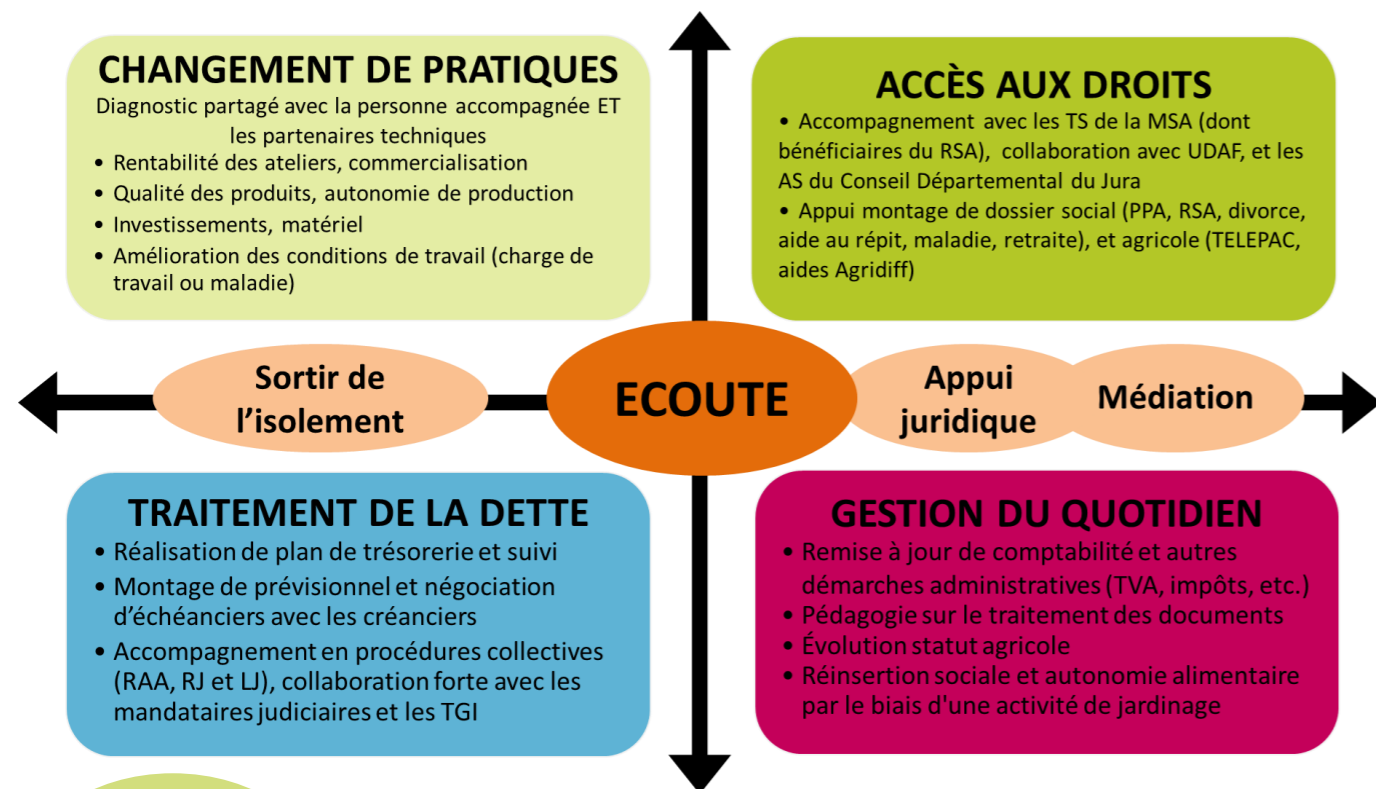 CHANGEMENT DE PRATIQUES
Diagnostic partagé avec la personne accompagnée ET
les partenaires techniques
• Rentabilité des ateliers, commercialisation
• Qualité des produits, autonomie de production
• Investissements, matériel
• Amélioration des conditions de travail (charge de
travail ou maladie)
ACCÈS AUX DROITS
• Accompagnement avec les TS de la MSA (dont
bénéficiaires du RSA), collaboration avec UDAF, et les
AS du Conseil Départemental du Jura
• Appui montage de dossier social (PPA, RSA, divorce,
aide au répit, maladie, retraite), et agricole (TELEPAC,
aides Agridiff)
Sortir de
l’isolement
ECOUTE
Appui
juridique
Médiation
TRAITEMENT DE LA DETTE
• Réalisation de plan de trésorerie et suivi
• Montage de prévisionnel et négociation
d’échéanciers avec les créanciers
• Accompagnement en procédures collectives
(RAA, RJ et LJ), collaboration forte avec les
mandataires judiciaires et les TGI
GESTION DU QUOTIDIEN
• Remise à jour de comptabilité et autres
démarches administratives (TVA, impôts, etc.)
• Pédagogie sur le traitement des documents
• Évolution statut agricole
• Réinsertion sociale et autonomie alimentaire
par le biais d'une activité de jardinage